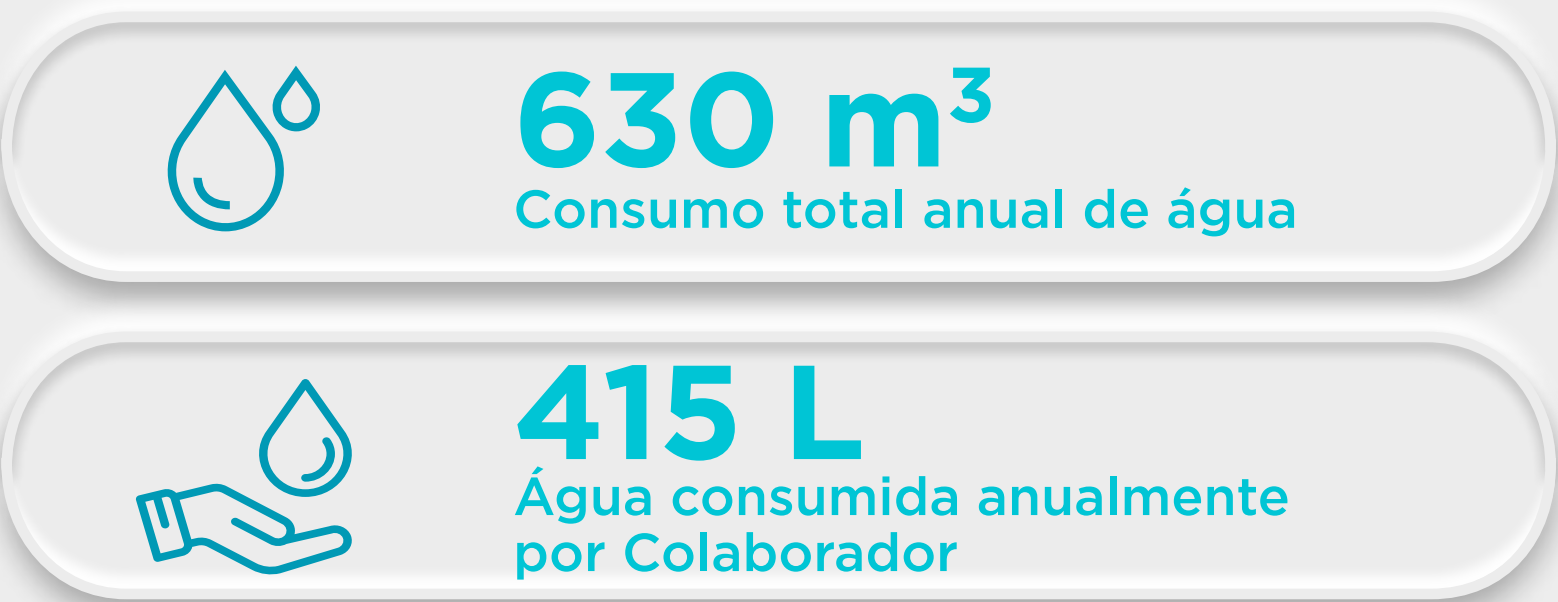 630 m³
Consumo total anual de água
415 L
Água consumida anualmente
por Colaborador